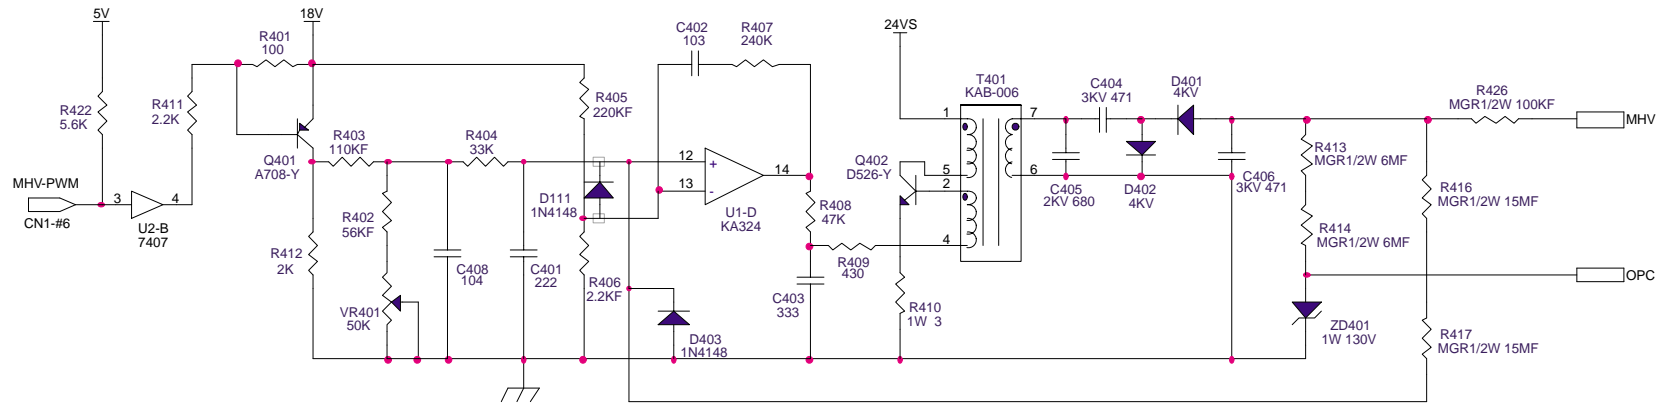 5V
18V
R401
100
R422
5.6K
R411
2.2K
Q401
A708-Y
R403
110KF
R404
33K
MHV-PWM
CN1-#6
3
4
U2-B
7407
R412
2K
R402
56KF
VR401
50K
C408
104
C401
222
D111
1N4148
R405
220KF
R406
2.2KF
D403
1N4148
C402
103
R407
240K
12
+
13
-
14
U1-D
KA324
R408
47K
C403
333
R409
430
24VS
Q402
D526-Y
R410
1W 3
T401
KAB-006
1
5
2
4
7
6
C404
3KV 471
D401
4KV
C405
2KV 680
D402
4KV
C406
3KV 471
R413
MGR1/2W 6MF
R414
MGR1/2W 6MF
ZD401
1W 130V
R426
MGR1/2W 100KF
R416
MGR1/2W 15MF
R417
MGR1/2W 15MF
MHV
OPC